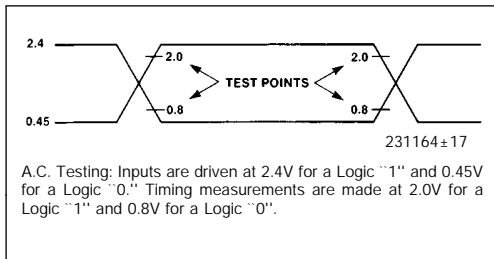 2.4
2.0 2.0
TEST POINTS
0.8 0.8
0.45
231164±17
A.C. Testing: Inputs are driven at 2.4V for a Logic ``1'' and 0.45V
for a Logic ``0.'' Timing measurements are made at 2.0V for a
Logic ``1'' and 0.8V for a Logic ``0''.